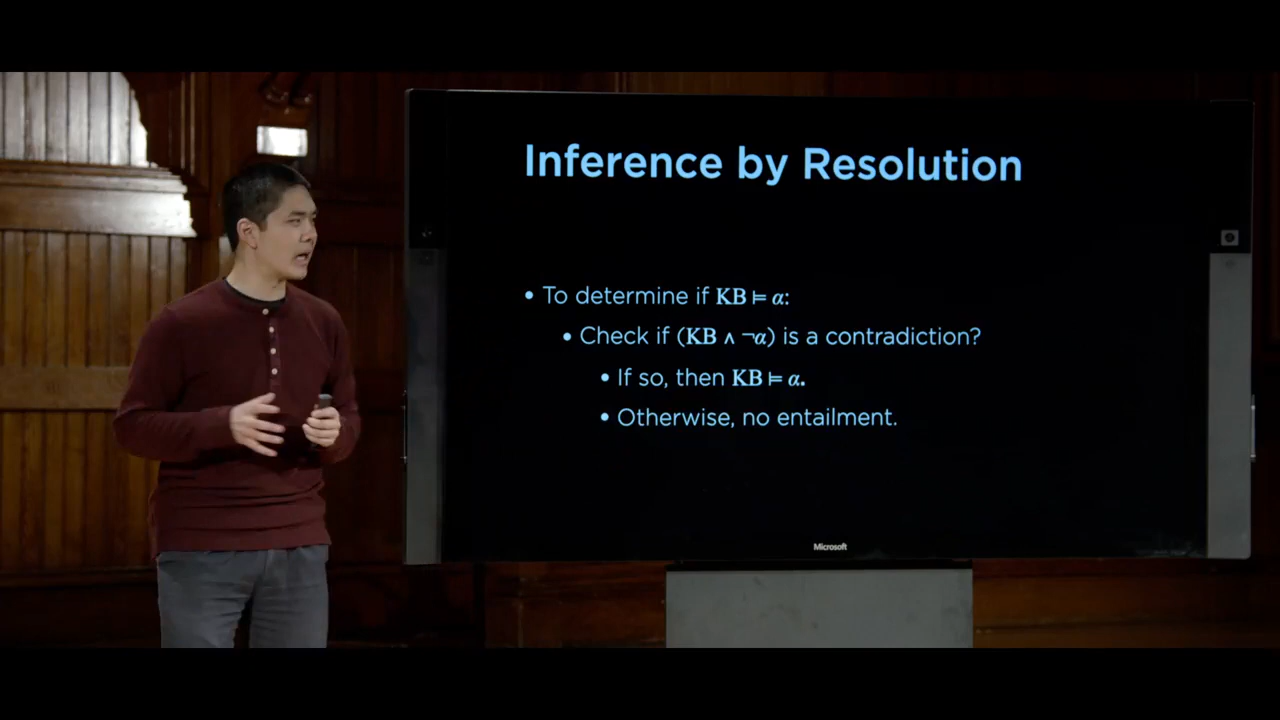 Inference by Resolution
• To determine if KB ⊨ α:
• Check if (KB ∧ ¬α) is a contradiction?
• If so, then KB ⊨ α.
• Otherwise, no entailment.
Microsoft